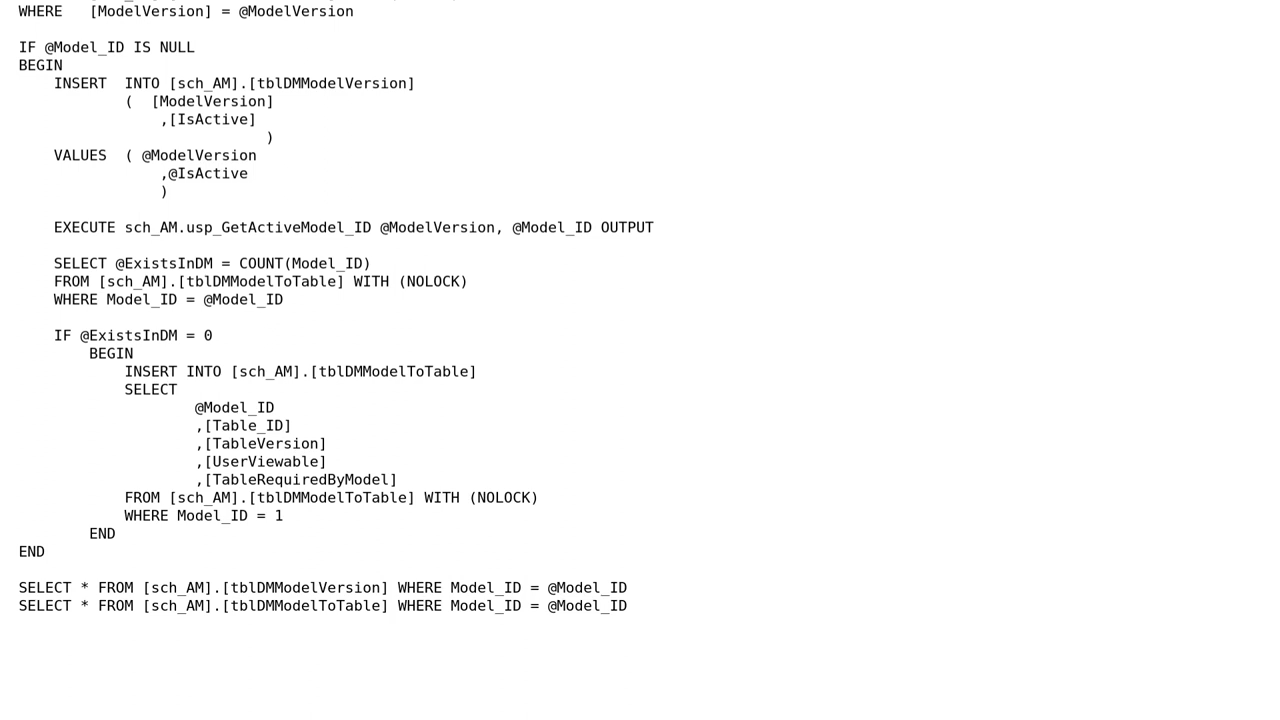 WHERE   [ModelVersion] = @ModelVersion

IF @Model_ID IS NULL
BEGIN
    INSERT  INTO [sch_AM].[tblDMModelVersion]
            (  [ModelVersion]
                ,[IsActive]
                            )
    VALUES  ( @ModelVersion
                ,@IsActive
                )

    EXECUTE sch_AM.usp_GetActiveModel_ID @ModelVersion, @Model_ID OUTPUT

    SELECT @ExistsInDM = COUNT(Model_ID)
    FROM [sch_AM].[tblDMModelToTable] WITH (NOLOCK)
    WHERE Model_ID = @Model_ID

    IF @ExistsInDM = 0
        BEGIN
            INSERT INTO [sch_AM].[tblDMModelToTable]
            SELECT
                    @Model_ID
                    ,[Table_ID]
                    ,[TableVersion]
                    ,[UserViewable]
                    ,[TableRequiredByModel]
            FROM [sch_AM].[tblDMModelToTable] WITH (NOLOCK)
            WHERE Model_ID = 1
        END
END

SELECT * FROM [sch_AM].[tblDMModelVersion] WHERE Model_ID = @Model_ID
SELECT * FROM [sch_AM].[tblDMModelToTable] WHERE Model_ID = @Model_ID